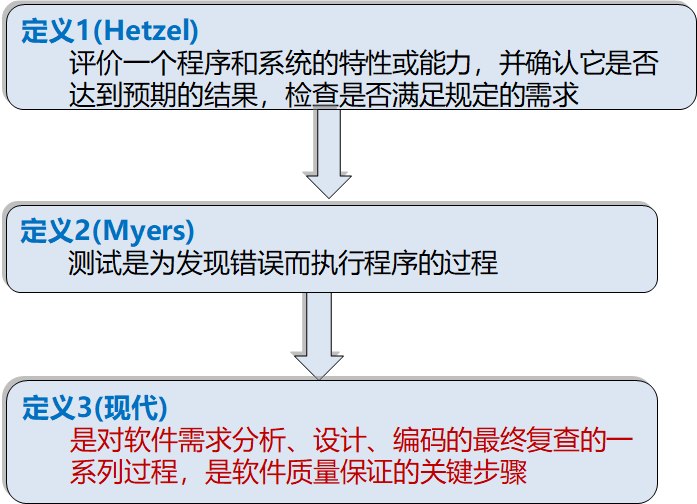 定义1(Hetzel)
评价一个程序和系统的特性或能力，并确认它是否
达到预期的结果，检查是否满足规定的需求
定义2(Myers)
测试是为发现错误而执行程序的过程
定义3(现代)
是对软件需求分析、设计、编码的最终复查的一
系列过程，是软件质量保证的关键步骤